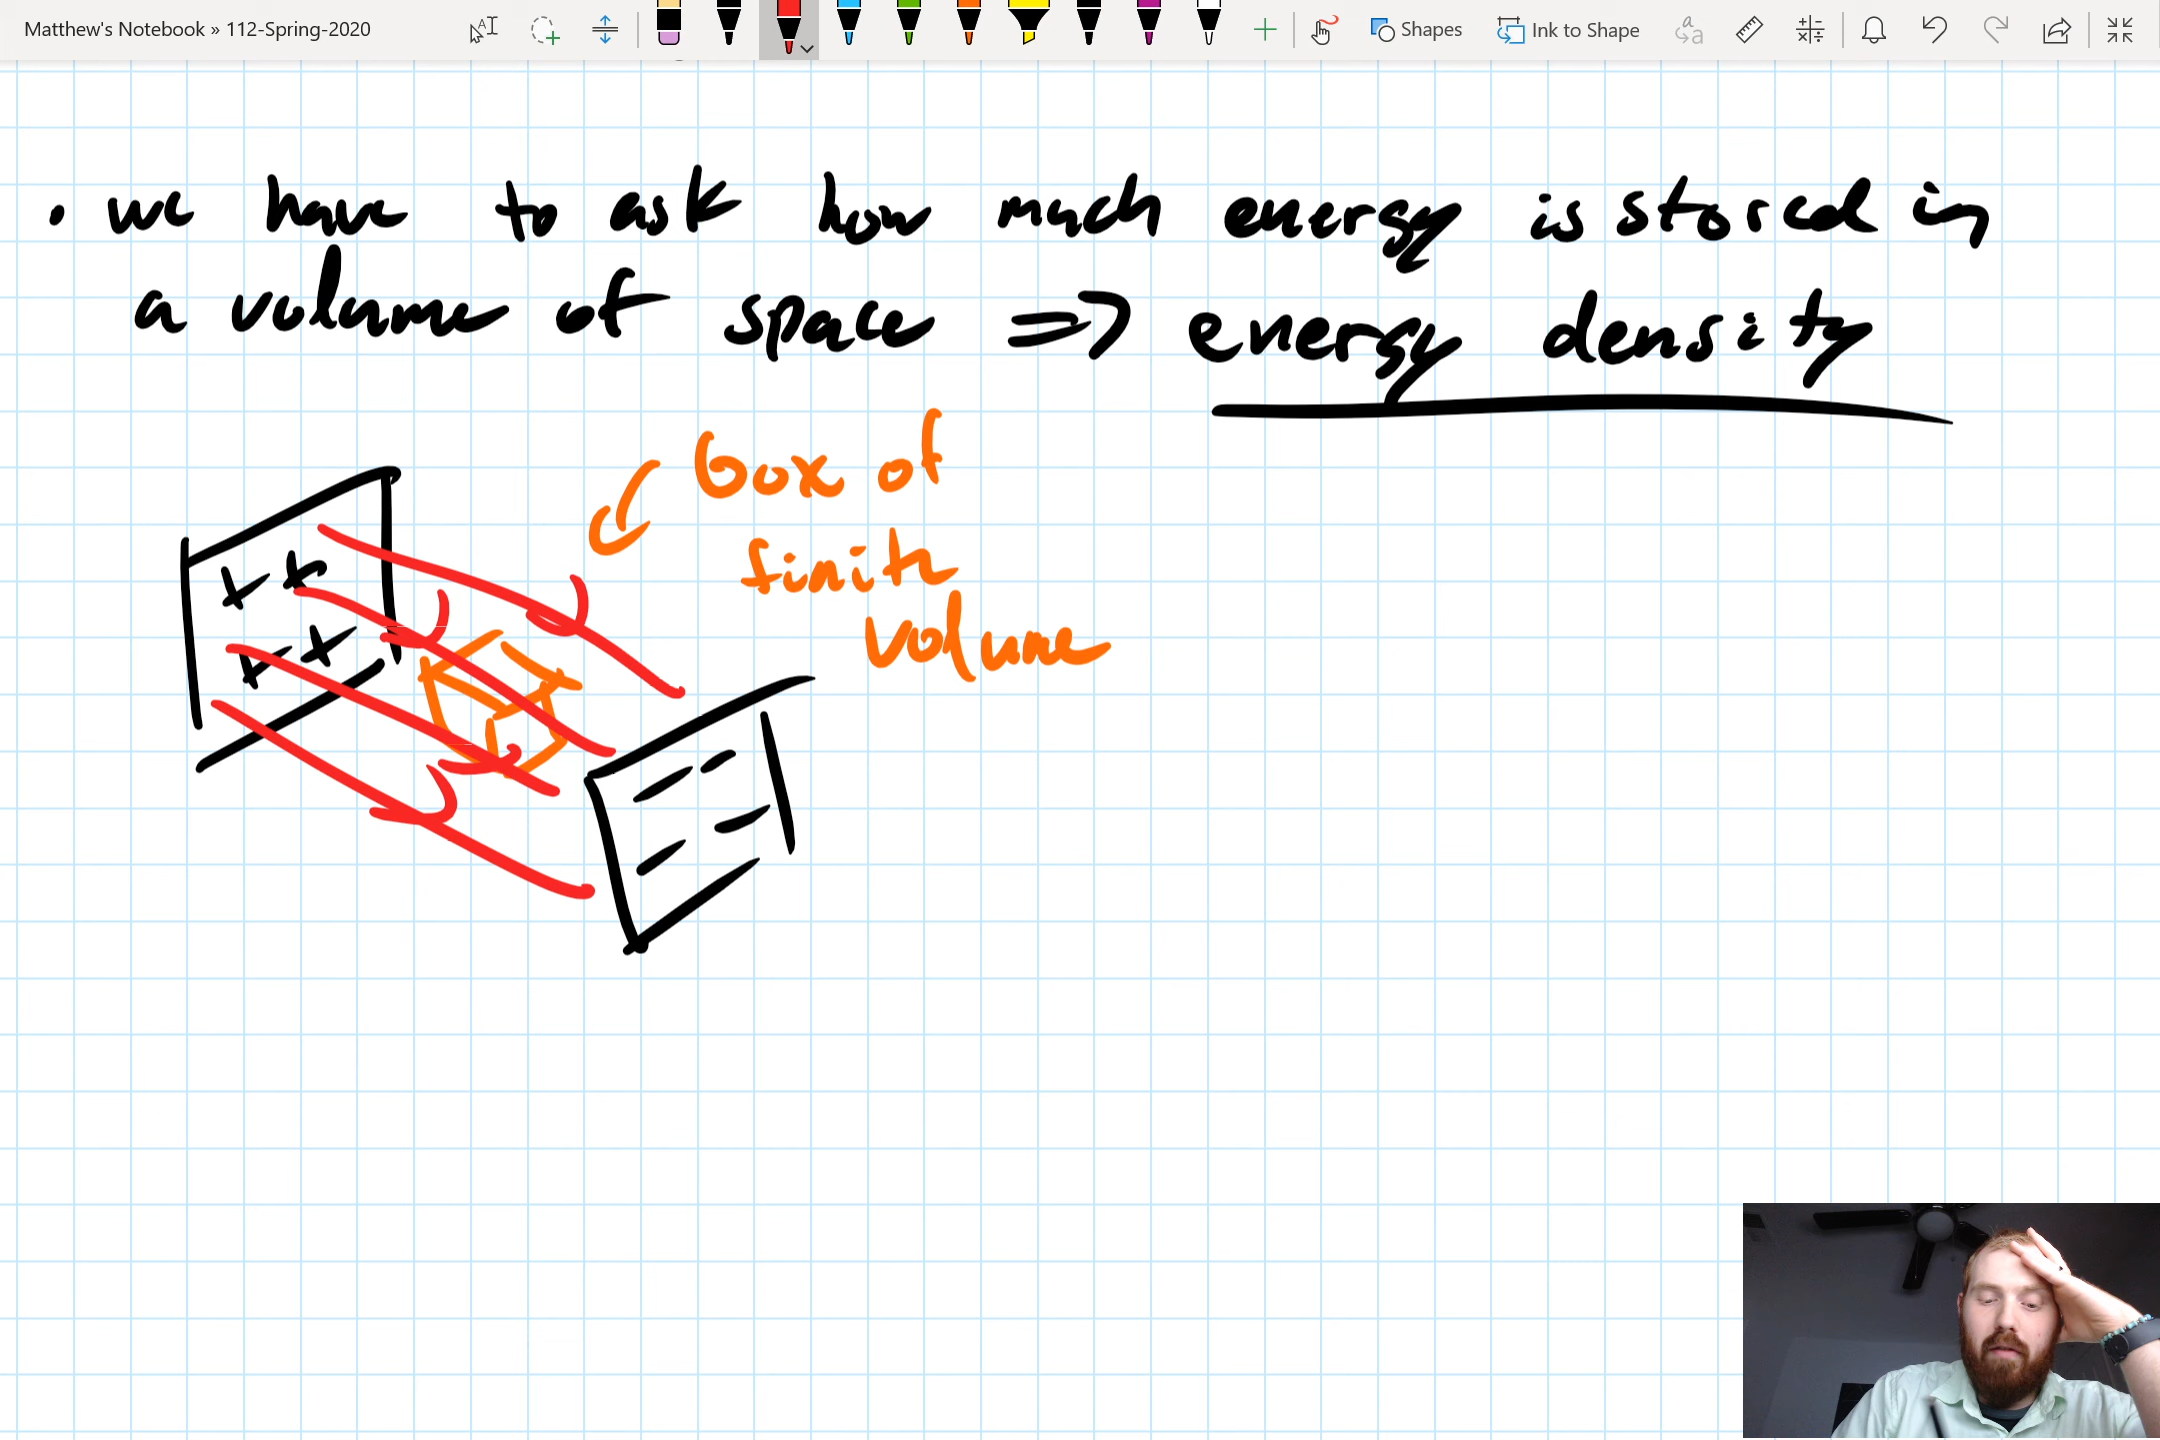 Matthew's Notebook » 112-Spring-2020
Shapes
Ink to Shape
. we have to ask how much energy is stored in
a volume of space => energy density
box of
finite
volume
++
++
- -
- -